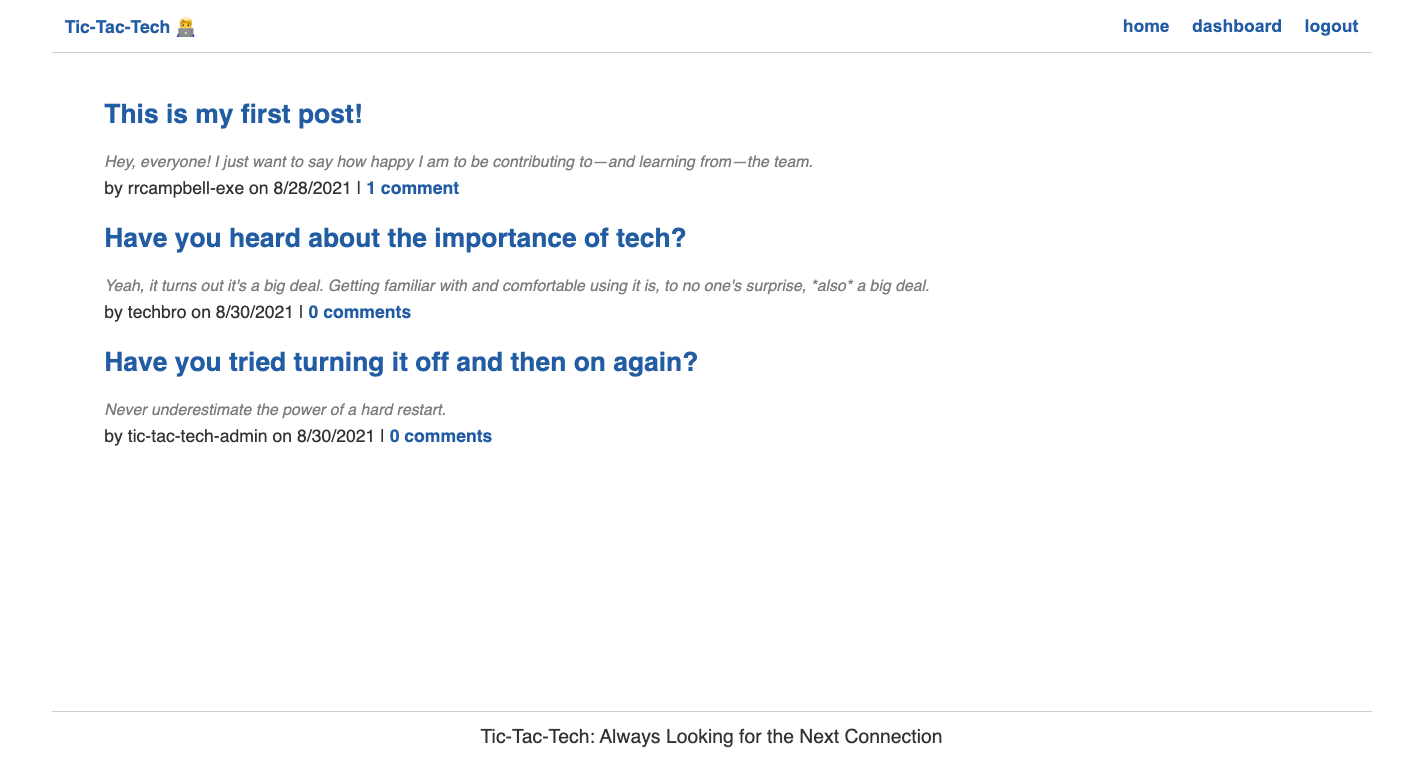 Tic-Tac-Tech 🧑‍💻 home dashboard logout
This is my first post!
Hey, everyone! I just want to say how happy I am to be contributing to—and learning from—the team.
by rrcampbell-exe on 8/28/2021 | 1 comment
Have you heard about the importance of tech?
Yeah, it turns out it's a big deal. Getting familiar with and comfortable using it is, to no one's surprise, *also* a big deal.
by techbro on 8/30/2021 | 0 comments
Have you tried turning it off and then on again?
Never underestimate the power of a hard restart.
by tic-tac-tech-admin on 8/30/2021 | 0 comments
Tic-Tac-Tech: Always Looking for the Next Connection